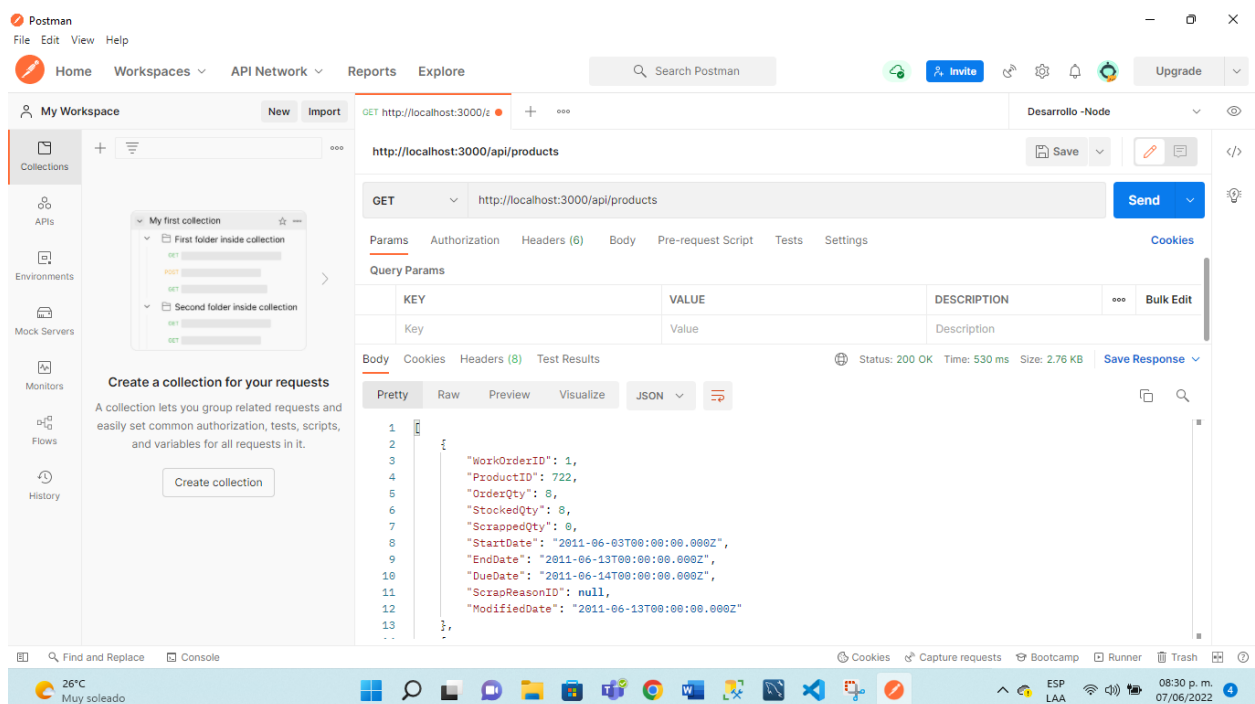 Postman
File Edit View Help
Home Workspaces API Network Reports Explore
Search Postman
Invite
Upgrade
My Workspace
New Import
GET http://localhost:3000/a
Desarrollo -Node
Collections
APIs
Environments
Mock Servers
Monitors
Flows
History
My first collection
First folder inside collection
GET
POST
GET
Second folder inside collection
GET
GET
Create a collection for your requests
A collection lets you group related requests and
easily set common authorization, tests, scripts,
and variables for all requests in it.
Create collection
http://localhost:3000/api/products
Save
GET http://localhost:3000/api/products Send
Params Authorization Headers (6) Body Pre-request Script Tests Settings Cookies
Query Params
KEY VALUE DESCRIPTION Bulk Edit
Key Value Description
Body Cookies Headers (8) Test Results Status: 200 OK Time: 530 ms Size: 2.76 KB Save Response
Pretty Raw Preview Visualize JSON
1 [
2 {
3 "WorkOrderID": 1,
4 "ProductID": 722,
5 "OrderQty": 8,
6 "StockedQty": 8,
7 "ScrappedQty": 0,
8 "StartDate": "2011-06-03T00:00:00.000Z",
9 "EndDate": "2011-06-13T00:00:00.000Z",
10 "DueDate": "2011-06-14T00:00:00.000Z",
11 "ScrapReasonID": null,
12 "ModifiedDate": "2011-06-13T00:00:00.000Z"
13 },
Find and Replace Console
Cookies Capture requests Bootcamp Runner Trash
26°C
Muy soleado
ESP
LAA
08:30 p. m.
07/06/2022
4